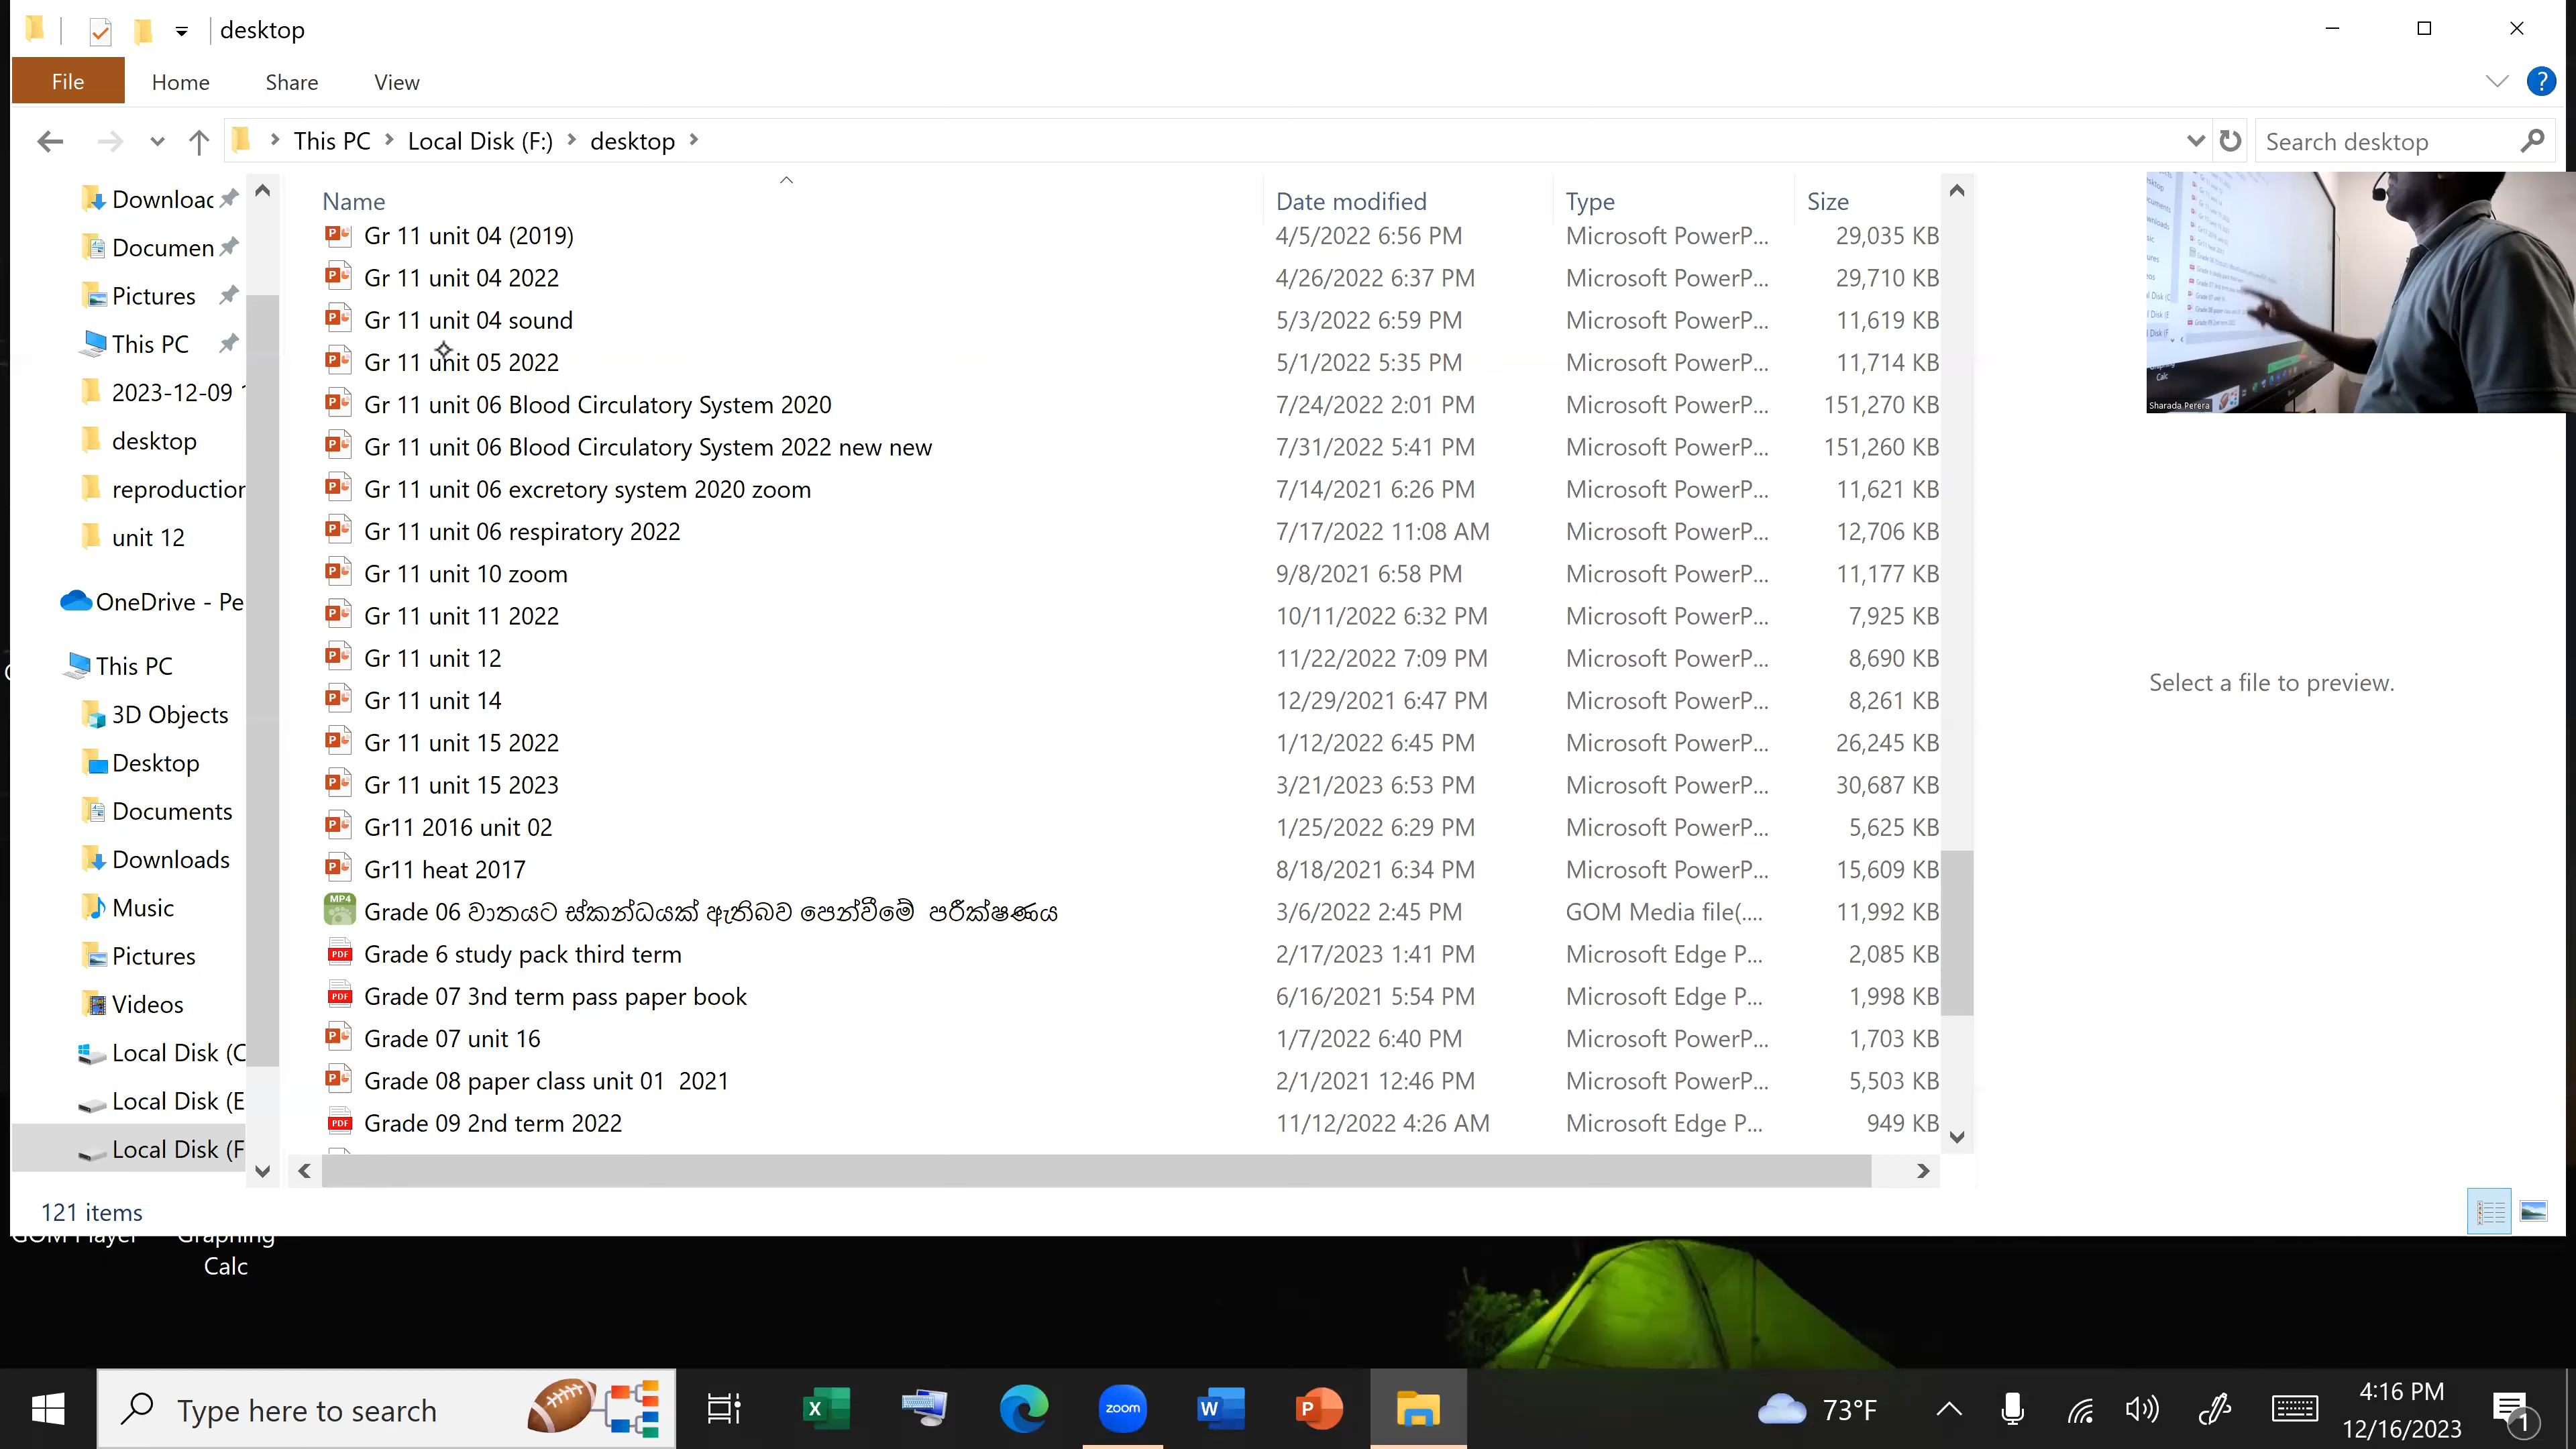 desktop
File Home Share View
This PC Local Disk (F:) desktop
Search desktop
Downloac
Documen
Pictures
This PC
2023-12-09
desktop
reproduction
unit 12
OneDrive - Pe
This PC
3D Objects
Desktop
Documents
Downloads
Music
Pictures
Videos
Local Disk (C
Local Disk (E
Local Disk (F
Name Date modified Type Size
Gr 11 unit 04 (2019) 4/5/2022 6:56 PM Microsoft PowerP... 29,035 KB
Gr 11 unit 04 2022 4/26/2022 6:37 PM Microsoft PowerP... 29,710 KB
Gr 11 unit 04 sound 5/3/2022 6:59 PM Microsoft PowerP... 11,619 KB
Gr 11 unit 05 2022 5/1/2022 5:35 PM Microsoft PowerP... 11,714 KB
Gr 11 unit 06 Blood Circulatory System 2020 7/24/2022 2:01 PM Microsoft PowerP... 151,270 KB
Gr 11 unit 06 Blood Circulatory System 2022 new new 7/31/2022 5:41 PM Microsoft PowerP... 151,260 KB
Gr 11 unit 06 excretory system 2020 zoom 7/14/2021 6:26 PM Microsoft PowerP... 11,621 KB
Gr 11 unit 06 respiratory 2022 7/17/2022 11:08 AM Microsoft PowerP... 12,706 KB
Gr 11 unit 10 zoom 9/8/2021 6:58 PM Microsoft PowerP... 11,177 KB
Gr 11 unit 11 2022 10/11/2022 6:32 PM Microsoft PowerP... 7,925 KB
Gr 11 unit 12 11/22/2022 7:09 PM Microsoft PowerP... 8,690 KB
Gr 11 unit 14 12/29/2021 6:47 PM Microsoft PowerP... 8,261 KB
Gr 11 unit 15 2022 1/12/2022 6:45 PM Microsoft PowerP... 26,245 KB
Gr 11 unit 15 2023 3/21/2023 6:53 PM Microsoft PowerP... 30,687 KB
Gr11 2016 unit 02 1/25/2022 6:29 PM Microsoft PowerP... 5,625 KB
Gr11 heat 2017 8/18/2021 6:34 PM Microsoft PowerP... 15,609 KB
Grade 06 වාතයට ස්කන්ධයක් ඇතිබව පෙන්වීමේ පරීක්ෂණය 3/6/2022 2:45 PM GOM Media file(.... 11,992 KB
Grade 6 study pack third term 2/17/2023 1:41 PM Microsoft Edge P... 2,085 KB
Grade 07 3nd term pass paper book 6/16/2021 5:54 PM Microsoft Edge P... 1,998 KB
Grade 07 unit 16 1/7/2022 6:40 PM Microsoft PowerP... 1,703 KB
Grade 08 paper class unit 01 2021 2/1/2021 12:46 PM Microsoft PowerP... 5,503 KB
Grade 09 2nd term 2022 11/12/2022 4:26 AM Microsoft Edge P... 949 KB
Sharada Perera
Select a file to preview.
121 items
GOM Player Graphing
Calc
Type here to search
zoom
73°F
4:16 PM
12/16/2023
1